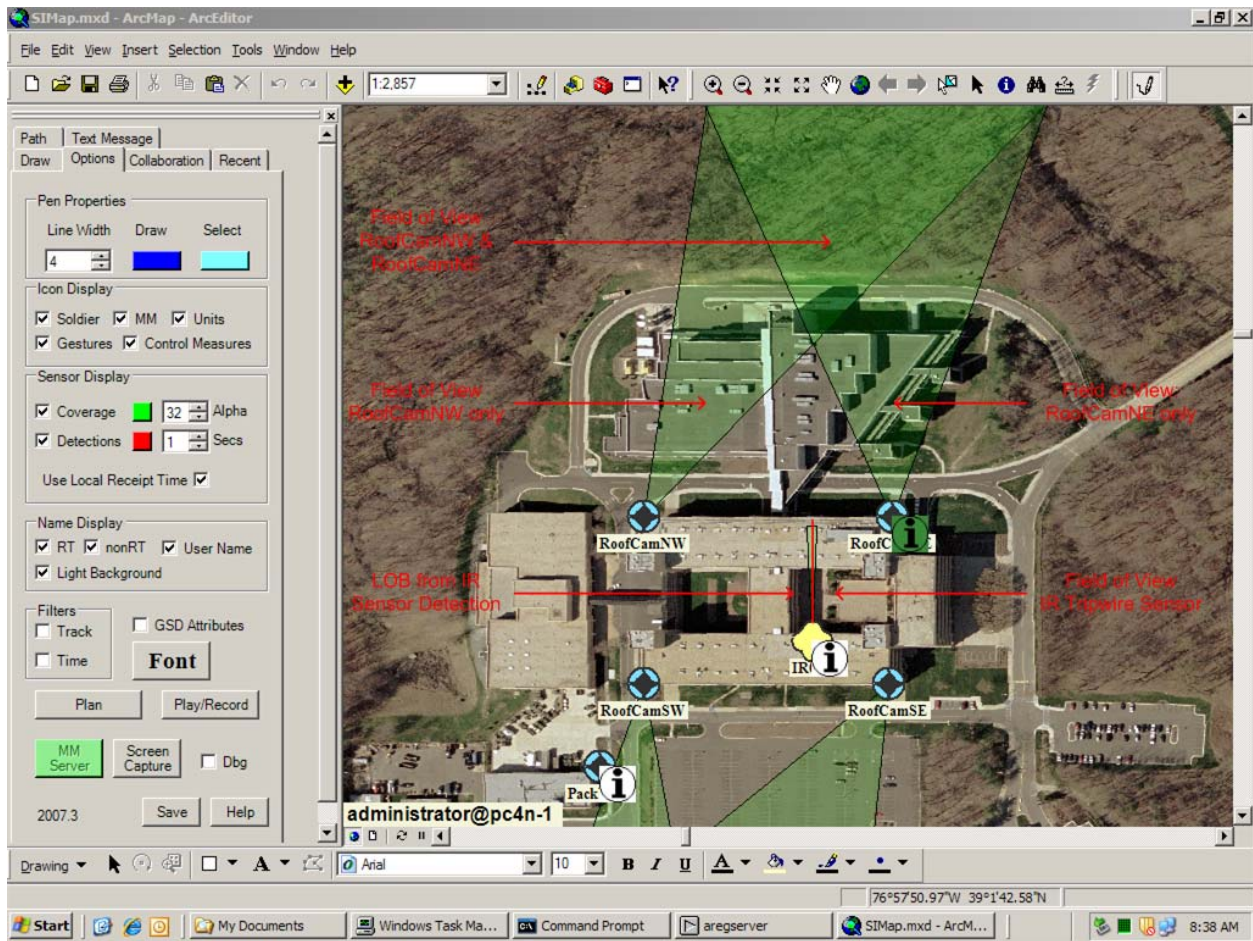 SIMap.mxd - ArcMap - ArcEditor
File Edit View Insert Selection Tools Window Help
1:2,857
Path Text Message
Draw Options Collaboration Recent
Pen Properties
Line Width Draw Select
4
Icon Display
Soldier MM Units
Gestures Control Measures
Sensor Display
Coverage 32 Alpha
Detections 1 Secs
Use Local Receipt Time
Name Display
RT nonRT User Name
Light Background
Filters
Track
Time
GSD Attributes
Font
Plan Play/Record
MM
Server
Screen
Capture
Dbg
2007.3 Save Help
Field of View
RoofCamNW &
RoofCamNE
Field of View
RoofCamNW only
Field of View
RoofCamNE only
RoofCamNW
LOB from IR
Sensor Detection
Field of View
IR Tripwire Sensor
RoofCamSW
RoofCamSE
Pack
administrator@pc4n-1
Drawing A Arial 10 B I U A
76°57'50.97"W 39°1'42.58"N
Start My Documents Windows Task Ma... Command Prompt aregserver SIMap.mxd - ArcM... 8:38 AM